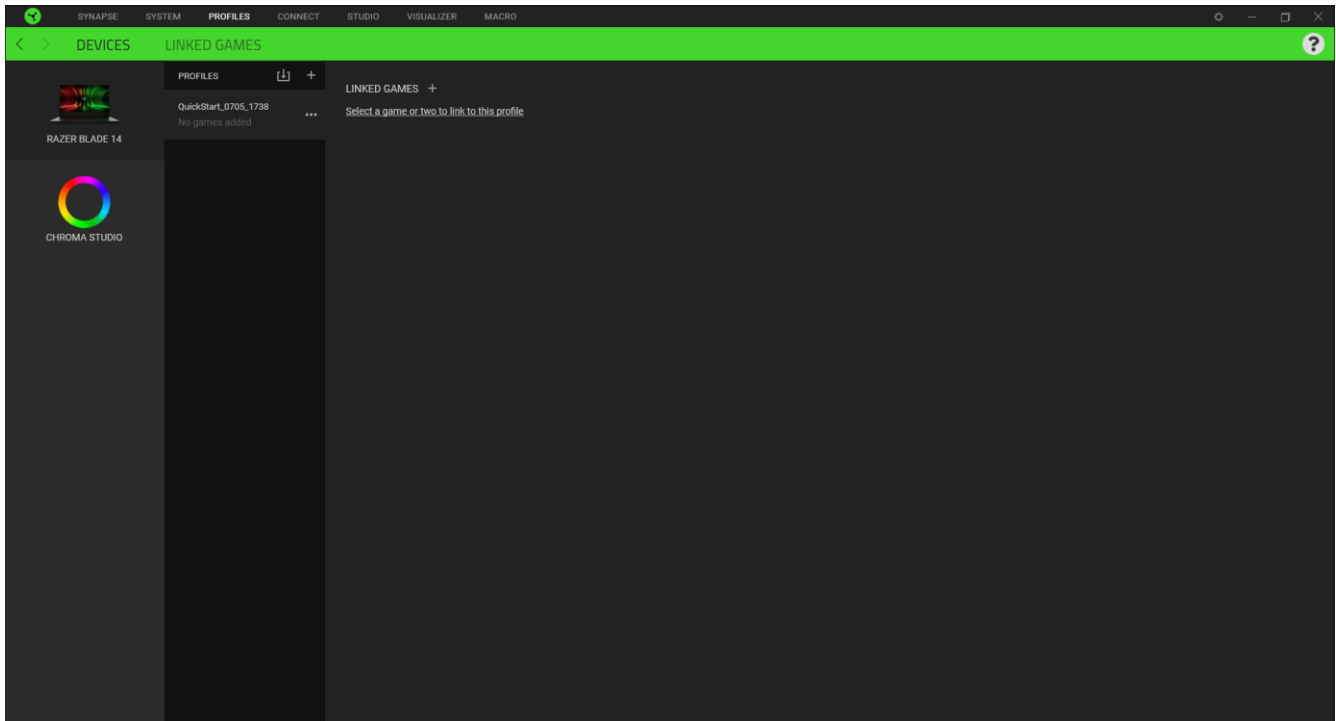 SYNAPSE SYSTEM PROFILES CONNECT STUDIO VISUALIZER MACRO
DEVICES LINKED GAMES ?
RAZER BLADE 14
CHROMA STUDIO
PROFILES +
QuickStart_0705_1738 ...
No games added
LINKED GAMES +
Select a game or two to link to this profile